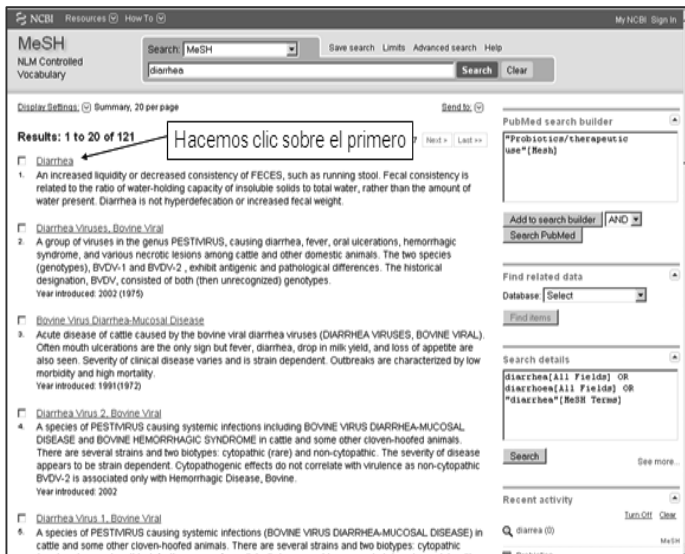 NCBI Resources How To My NCBI Sign In
MeSH
NLM Controlled
Vocabulary
Search: MeSH Save search Limits Advanced search Help
diarrhea Search Clear
Display Settings: Summary, 20 per page Send to:
Results: 1 to 20 of 121
Hacemos clic sobre el primero
7 Next > Last >>
Diarrhea
1. An increased liquidity or decreased consistency of FECES, such as running stool. Fecal consistency is
related to the ratio of water-holding capacity of insoluble solids to total water, rather than the amount of
water present. Diarrhea is not hyperdefecation or increased fecal weight.
Diarrhea Viruses, Bovine Viral
2. A group of viruses in the genus PESTIVIRUS, causing diarrhea, fever, oral ulcerations, hemorrhagic
syndrome, and various necrotic lesions among cattle and other domestic animals. The two species
(genotypes), BVDV-1 and BVDV-2 , exhibit antigenic and pathological differences. The historical
designation, BVDV, consisted of both (then unrecognized) genotypes.
Year introduced: 2002 (1975)
Bovine Virus Diarrhea-Mucosal Disease
3. Acute disease of cattle caused by the bovine viral diarrhea viruses (DIARRHEA VIRUSES, BOVINE VIRAL).
Often mouth ulcerations are the only sign but fever, diarrhea, drop in milk yield, and loss of appetite are
also seen. Severity of clinical disease varies and is strain dependent. Outbreaks are characterized by low
morbidity and high mortality.
Year introduced: 1991(1972)
Diarrhea Virus 2, Bovine Viral
4. A species of PESTIVIRUS causing systemic infections including BOVINE VIRUS DIARRHEA-MUCOSAL
DISEASE and BOVINE HEMORRHAGIC SYNDROME in cattle and some other cloven-hoofed animals.
There are several strains and two biotypes: cytopathic (rare) and non-cytopathic. The severity of disease
appears to be strain dependent. Cytopathogenic effects do not correlate with virulence as non-cytopathic
BVDV-2 is associated only with Hemorrhagic Disease, Bovine.
Year introduced: 2002
Diarrhea Virus 1, Bovine Viral
5. A species of PESTIVIRUS causing systemic infections (BOVINE VIRUS DIARRHEA-MUCOSAL DISEASE) in
cattle and some other cloven-hoofed animals. There are several strains and two biotypes: cytopathic
PubMed search builder
"Probiotics/therapeutic
use"[Mesh]
Add to search builder AND
Search PubMed
Find related data
Database: Select
Find items
Search details
diarrhea[All Fields] OR
diarrhoea[All Fields] OR
"diarrhea"[MeSH Terms]
Search See more...
Recent activity
Turn Off Clear
diarrea (0)
MeSH